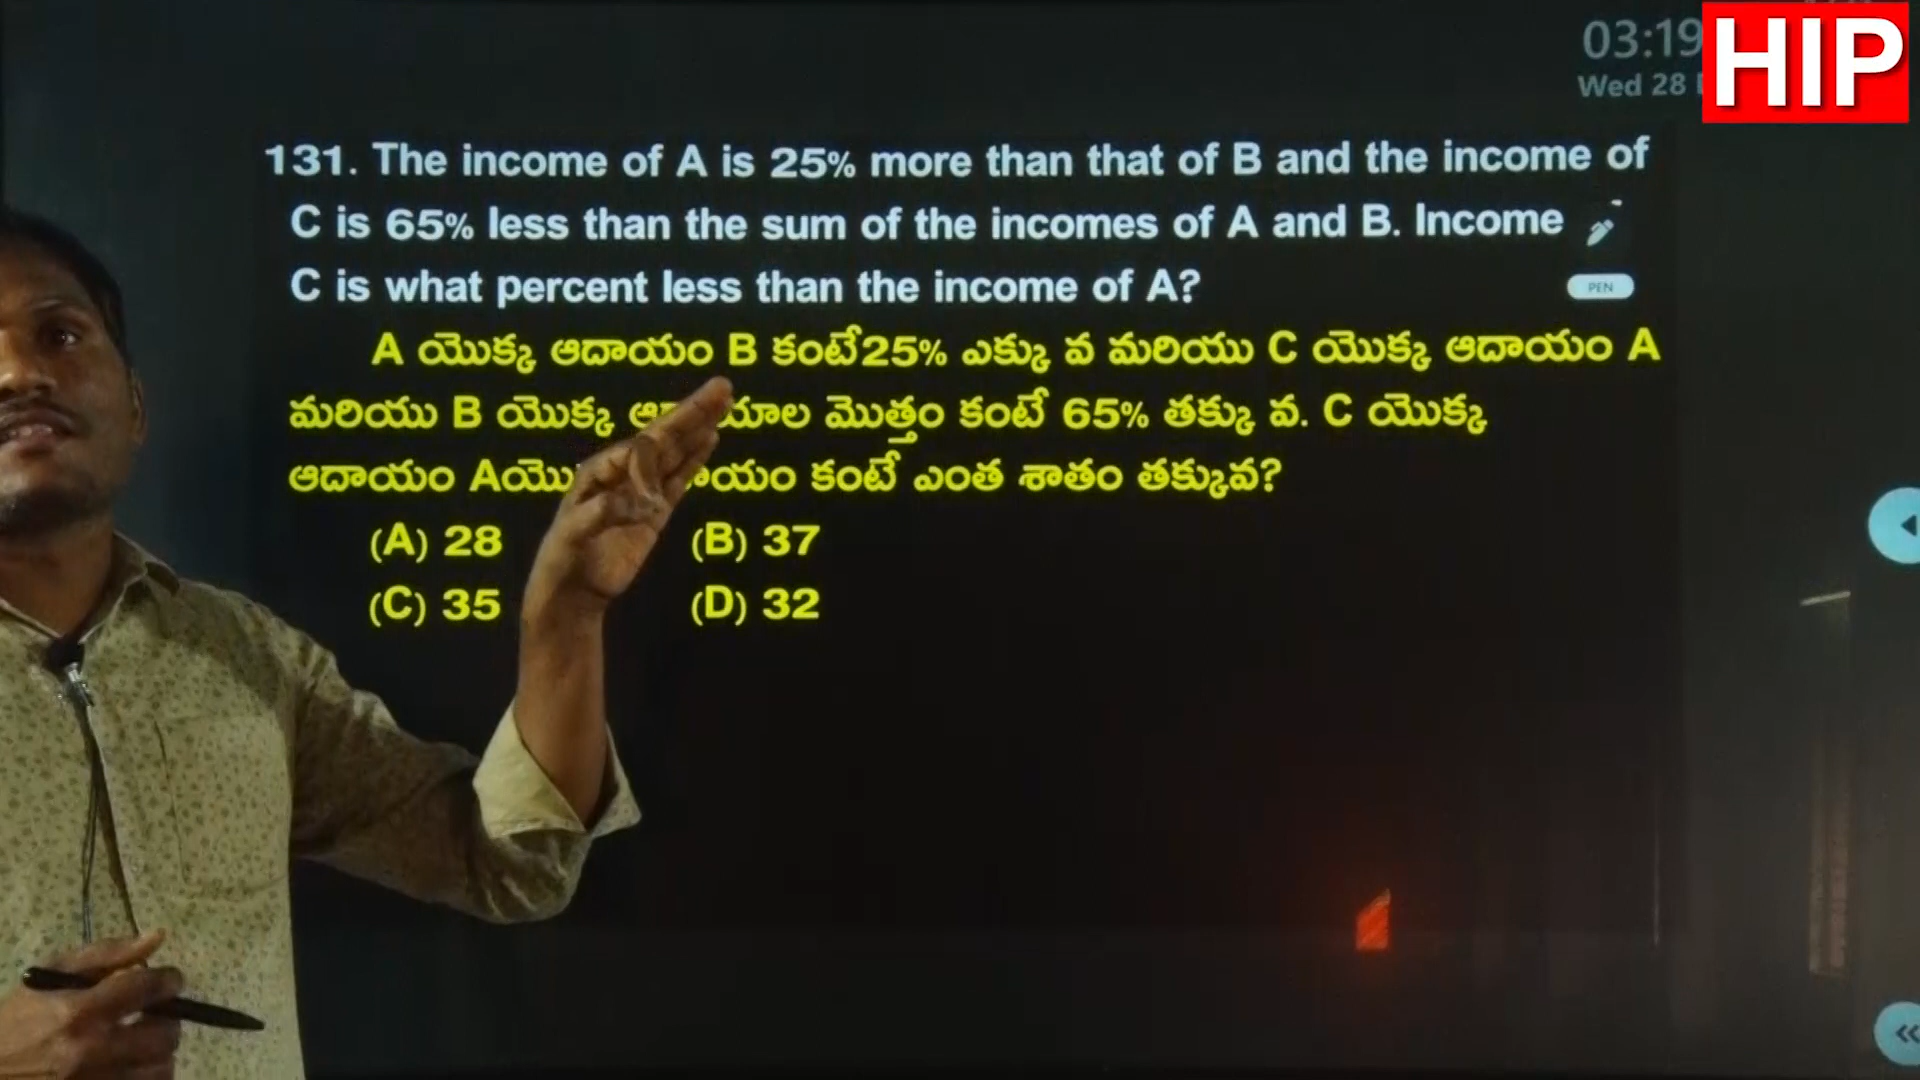 03:19
HIP
Wed 28
131. The income of A is 25% more than that of B and the income of
C is 65% less than the sum of the incomes of A and B. Income
C is what percent less than the income of A?
PEN
A యొక్క ఆదాయం B కంటే25% ఎక్కు వ మరియు C యొక్క ఆదాయం A
మరియు B యొక్క మొత్తం కంటే 65% తక్కు వ. C యొక్క
ఆదాయం కంటే ఎంత శాతం తక్కువ?
(A) 28 (B) 37
(C) 35 (D) 32